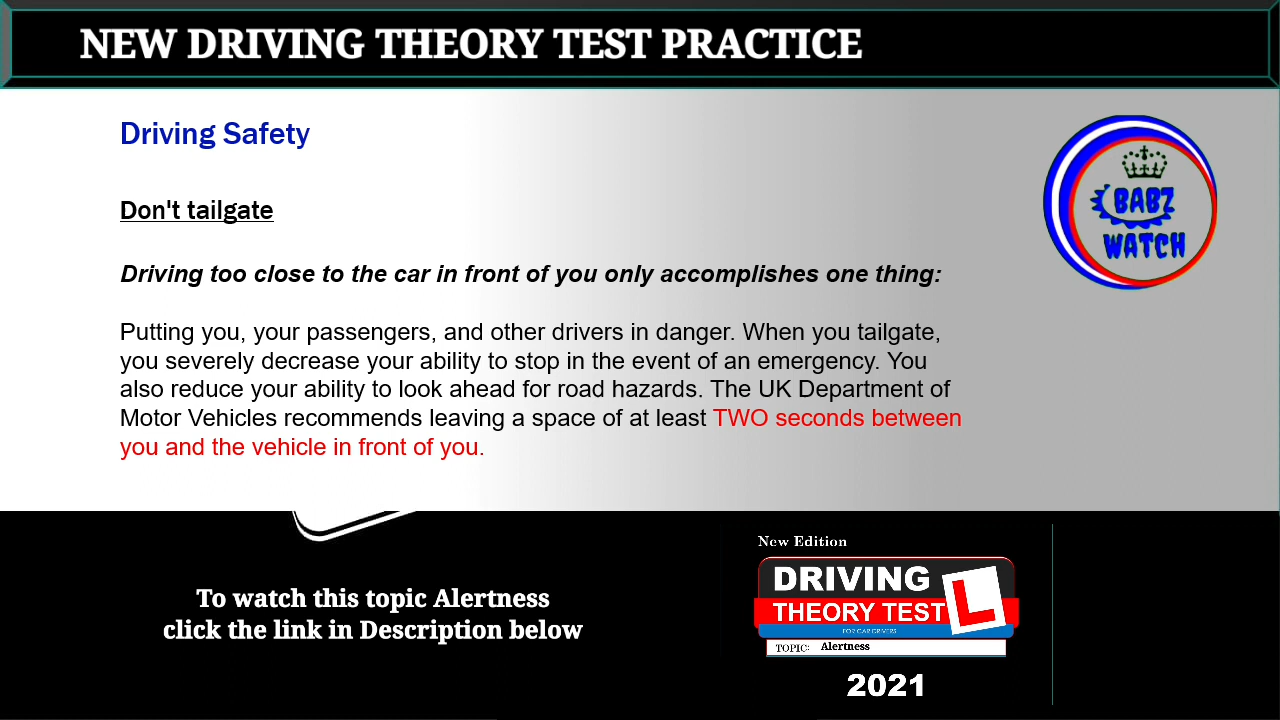 NEW DRIVING THEORY TEST PRACTICE
Driving Safety
BABZ
WATCH
Don't tailgate
Driving too close to the car in front of you only accomplishes one thing:
Putting you, your passengers, and other drivers in danger. When you tailgate,
you severely decrease your ability to stop in the event of an emergency. You
also reduce your ability to look ahead for road hazards. The UK Department of
Motor Vehicles recommends leaving a space of at least TWO seconds between
you and the vehicle in front of you.
To watch this topic Alertness
click the link in Description below
New Edition
DRIVING
THEORY TEST
L
FOR CAR DRIVERS
TOPIC: Alertness
2021